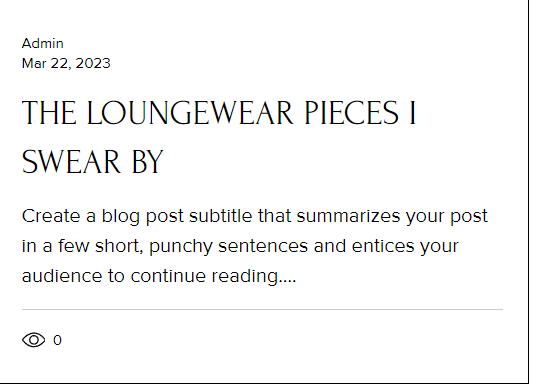 Admin
Mar 22, 2023
THE LOUNGEWEAR PIECES I
SWEAR BY
Create a blog post subtitle that summarizes your post
in a few short, punchy sentences and entices your
audience to continue reading....
0